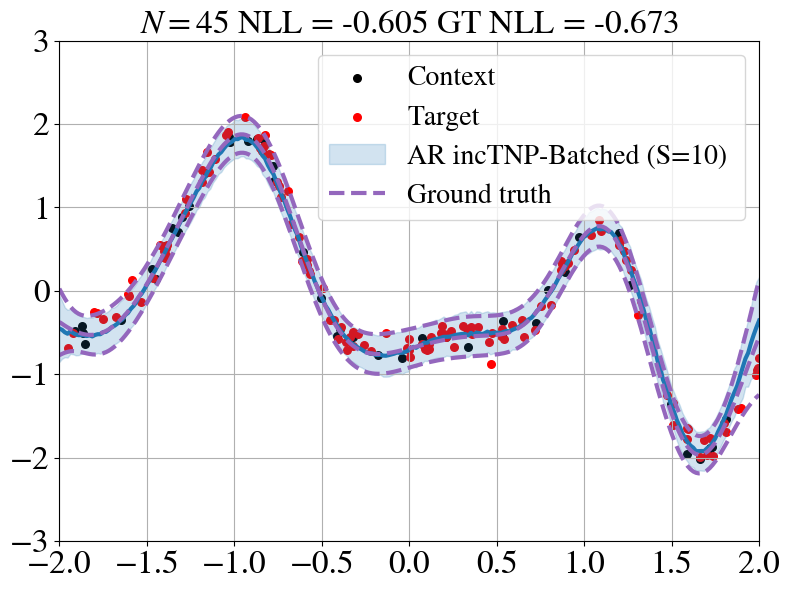 N = 45 NLL = -0.605 GT NLL = -0.673
3
2
1
0
−1
−2
−3
Context
Target
AR incTNP-Batched (S=10)
Ground truth
−2.0 −1.5 −1.0 −0.5 0.0 0.5 1.0 1.5 2.0